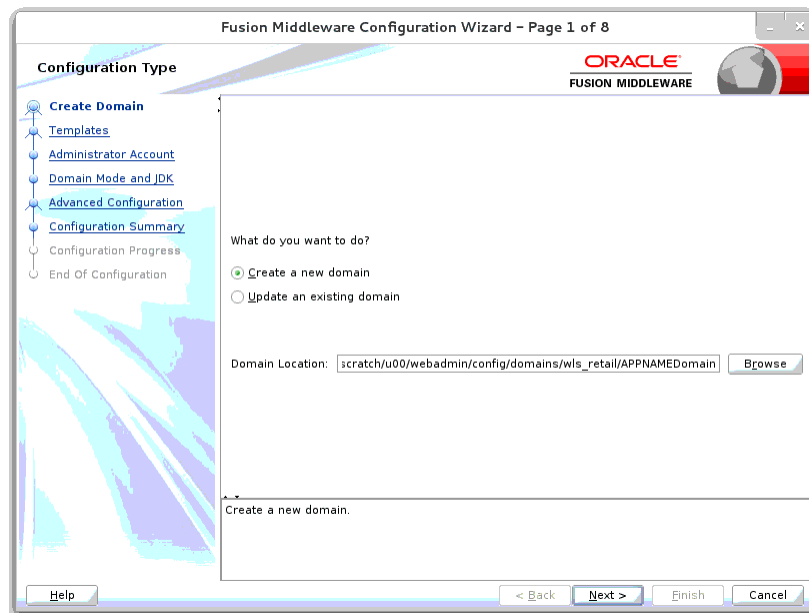 Fusion Middleware Configuration Wizard - Page 1 of 8
Configuration Type
ORACLE
FUSION MIDDLEWARE
Create Domain
Templates
Administrator Account
Domain Mode and JDK
Advanced Configuration
Configuration Summary
Configuration Progress
End Of Configuration
What do you want to do?
Create a new domain
Update an existing domain
Domain Location: scratch/u00/webadmin/config/domains/wls_retail/APPNAMEDomain Browse
Create a new domain.
Help < Back Next > Finish Cancel